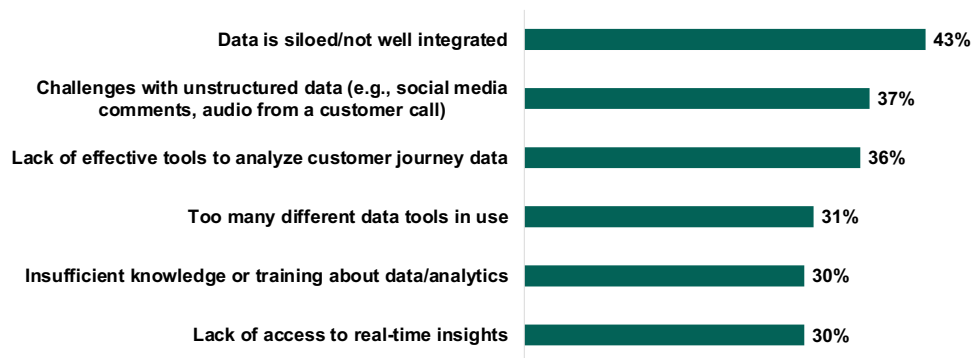 Data is siloed/not well integrated
43%
Challenges with unstructured data (e.g., social media
comments, audio from a customer call)
37%
Lack of effective tools to analyze customer journey data
36%
Too many different data tools in use
31%
Insufficient knowledge or training about data/analytics
30%
Lack of access to real-time insights
30%